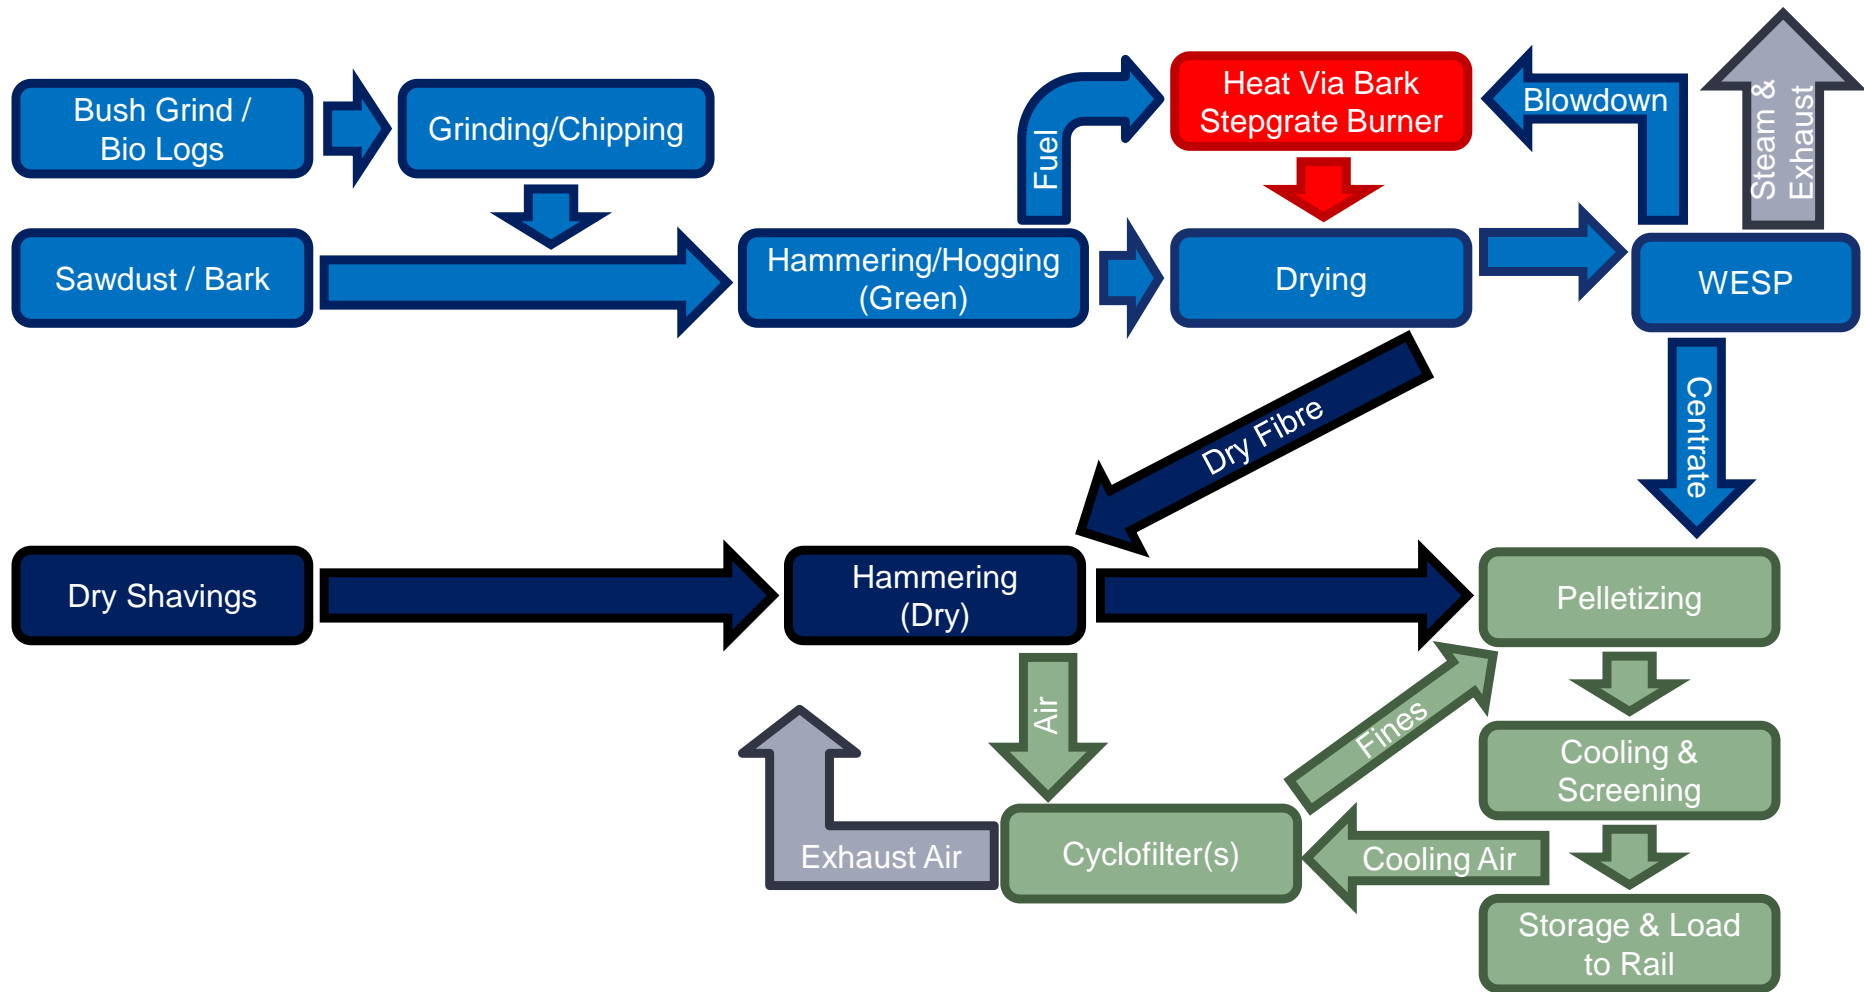 Bush Grind /
Bio Logs
Grinding/Chipping
Fuel
Heat Via Bark
Stepgrate Burner
Blowdown
Steam &
Exhaust
Sawdust / Bark
Hammering/Hogging
(Green)
Drying
WESP
Dry Fibre
Centrate
Dry Shavings
Hammering
(Dry)
Pelletizing
Air
Fines
Cooling &
Screening
Exhaust Air
Cyclofilter(s)
Cooling Air
Storage & Load
to Rail